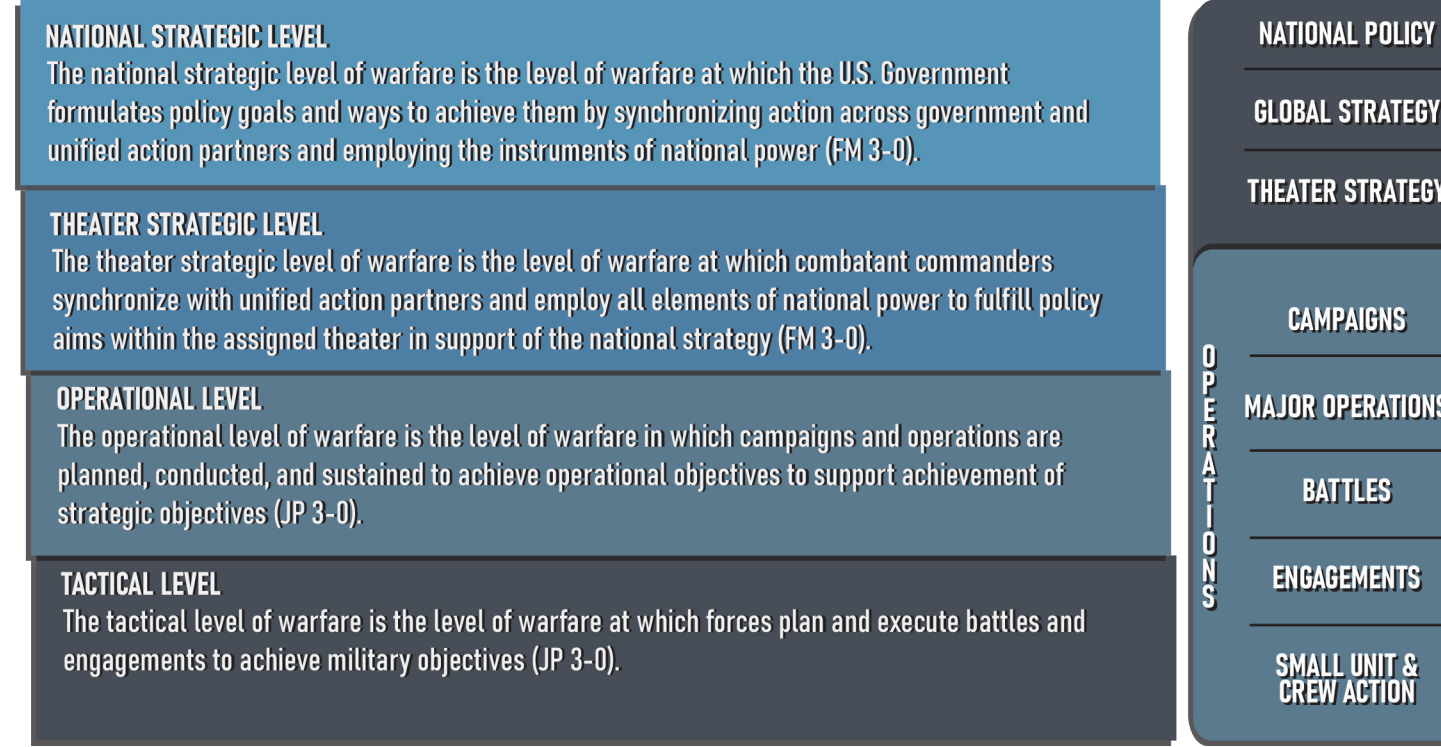 NATIONAL STRATEGIC LEVEL
The national strategic level of warfare is the level of warfare at which the U.S. Government
formulates policy goals and ways to achieve them by synchronizing action across government and
unified action partners and employing the instruments of national power (FM 3-0).
THEATER STRATEGIC LEVEL
The theater strategic level of warfare is the level of warfare at which combatant commanders
synchronize with unified action partners and employ all elements of national power to fulfill policy
aims within the assigned theater in support of the national strategy (FM 3-0).
OPERATIONAL LEVEL
The operational level of warfare is the level of warfare in which campaigns and operations are
planned, conducted, and sustained to achieve operational objectives to support achievement of
strategic objectives (JP 3-0).
TACTICAL LEVEL
The tactical level of warfare is the level of warfare at which forces plan and execute battles and
engagements to achieve military objectives (JP 3-0).
NATIONAL POLICY
GLOBAL STRATEGY
THEATER STRATEGY
OPERATIONS
CAMPAIGNS
MAJOR OPERATIONS
BATTLES
ENGAGEMENTS
SMALL UNIT &
CREW ACTION